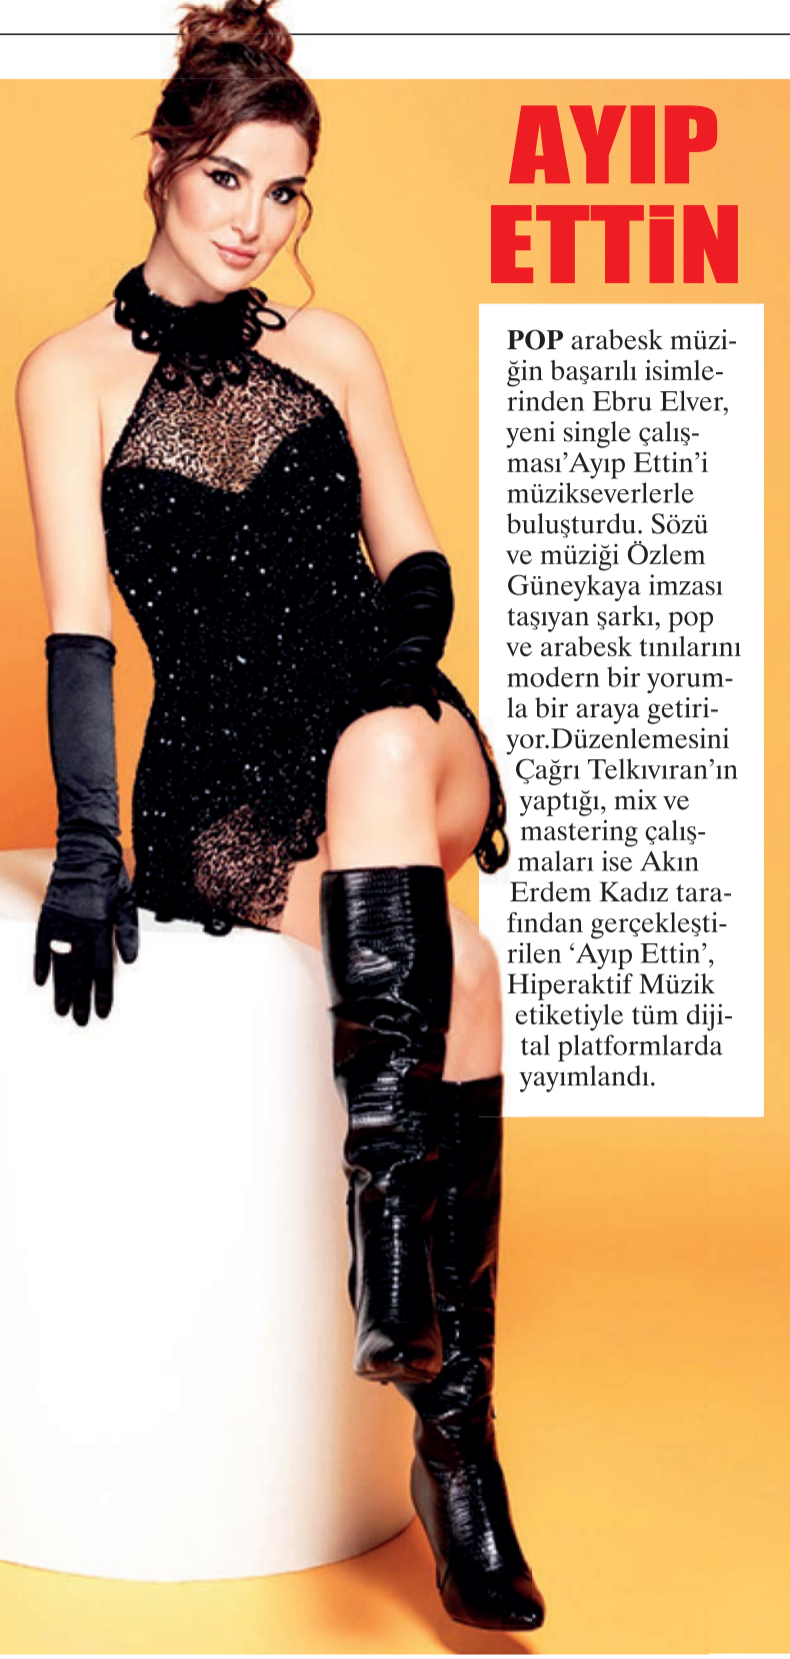 AYIP
ETTİN
POP arabesk müzi-
ğin başarılı isimle-
rinden Ebru Elver,
yeni single çalış-
ması’Ayıp Ettin’i
müzikseverlerle
buluşturdu. Sözü
ve müziği Özlem
Güneykaya imzası
taşıyan şarkı, pop
ve arabesk tınılarını
modern bir yorum-
la bir araya getiri-
yor.Düzenlemesini
Çağrı Telkıvıran’ın
yaptığı, mix ve
mastering çalış-
maları ise Akın
Erdem Kadız tara-
fından gerçekleşti-
rilen ‘Ayıp Ettin’,
Hiperaktif Müzik
etiketiyle tüm diji-
tal platformlarda
yayımlandı.